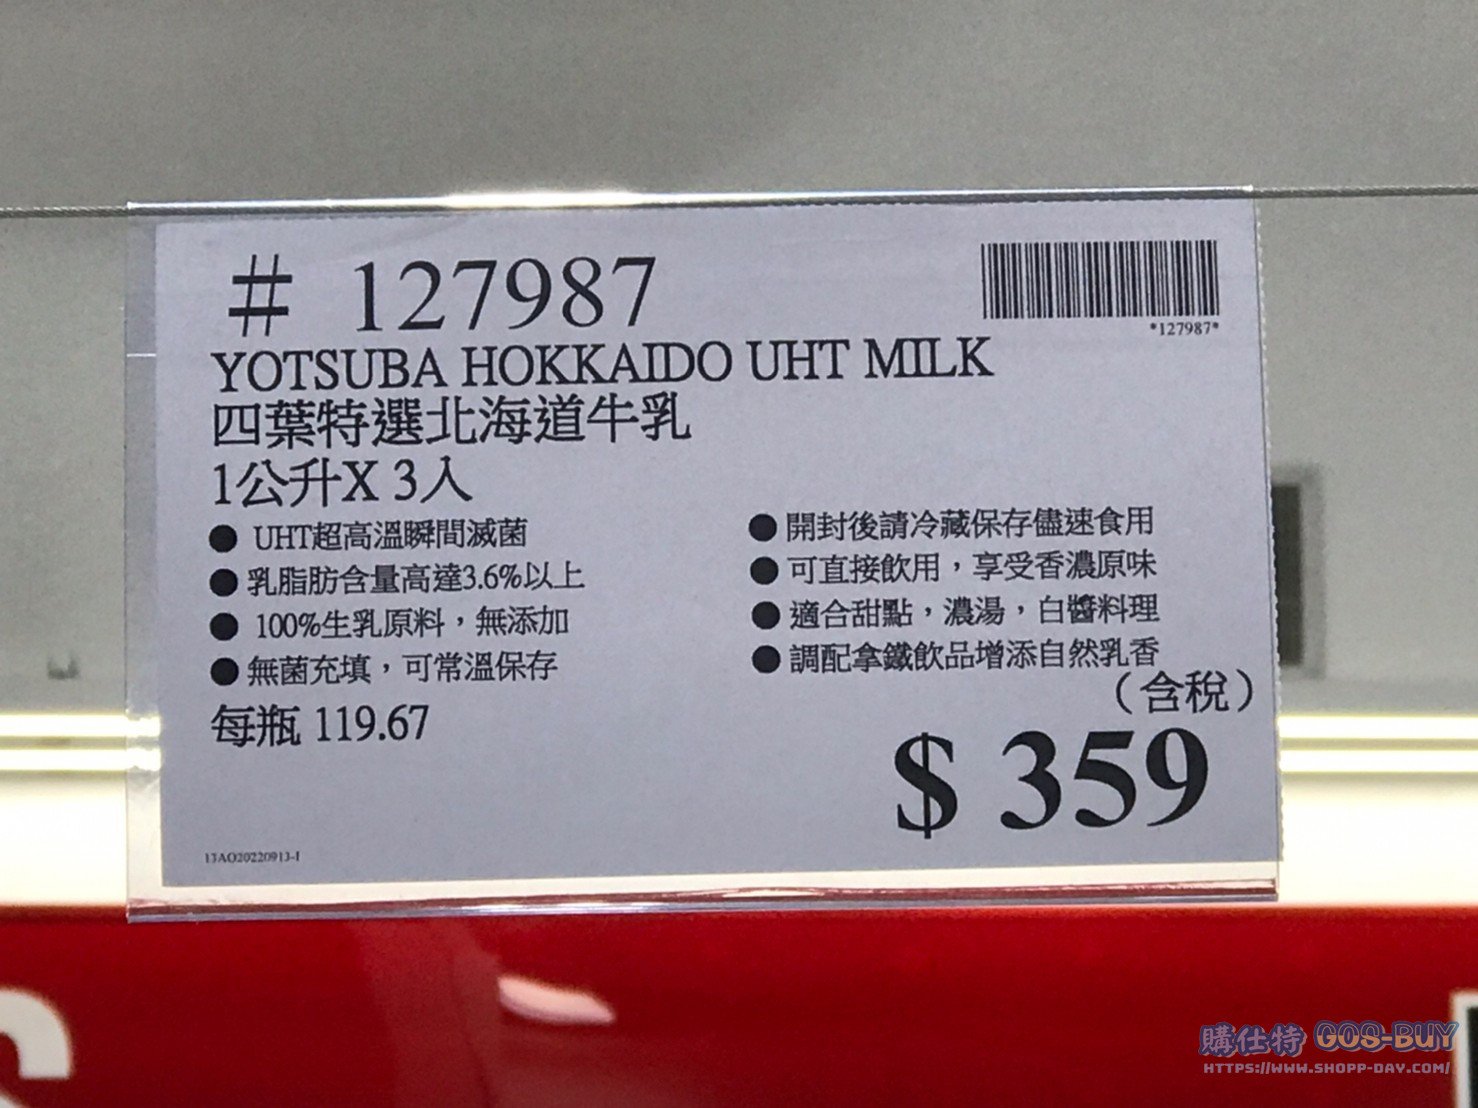 # 127987
*127987*
YOTSUBA HOKKAIDO UHT MILK
四葉特選北海道牛乳
1公升X 3入
● UHT超高溫瞬間滅菌
● 乳脂肪含量高達3.6%以上
● 100%生乳原料，無添加
● 無菌充填，可常溫保存
● 開封後請冷藏保存儘速食用
● 可直接飲用，享受香濃原味
● 適合甜點，濃湯，白醬料理
● 調配拿鐵飲品增添自然乳香
每瓶 119.67
（含稅）
$ 359
13AO20220913-I
S
購仕特 GOS-BUY
HTTPS://WWW.SHOPP-DAY.COM/